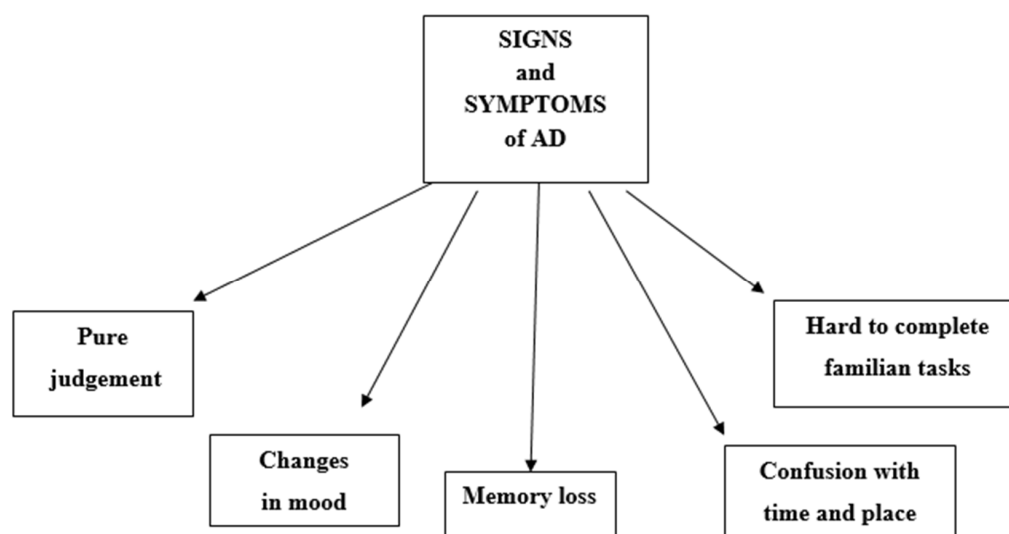 SIGNS
and
SYMPTOMS
of AD
Pure
judgement
Changes
in mood
Memory loss
Confusion with
time and place
Hard to complete
familian tasks